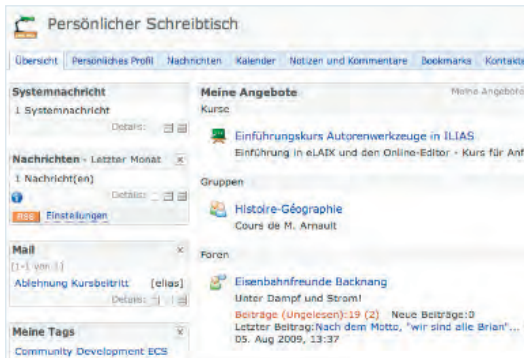 Persönlicher Schreibtisch
Übersicht Persönliches Profil Nachrichten Kalender Notizen und Kommentare Bookmarks Kontakte
Systemnachricht
1 Systemnachricht
Details:
Nachrichten - Letzter Monat
1 Nachricht(en)
Details:
RSS Einstellungen
Mail
[1-1 von 1]
Ablehnung Kursbeitritt [elias]
Details:
Meine Tags
Community Development ECS
Meine Angebote Meine Angebote
Kurse
Einführungskurs Autorenwerkzeuge in ILIAS
Einführung in eLAIX und den Online-Editor - Kurs für Anf
Gruppen
Histoire-Géographie
Cours de M. Arnault
Foren
Eisenbahnfreunde Backnang
Unter Dampf und Strom!
Beiträge (Ungelesen):19 (2) Neue Beiträge:0
Letzter Beitrag:Nach dem Motto, "wir sind alle Brian"...
05. Aug 2009, 13:37